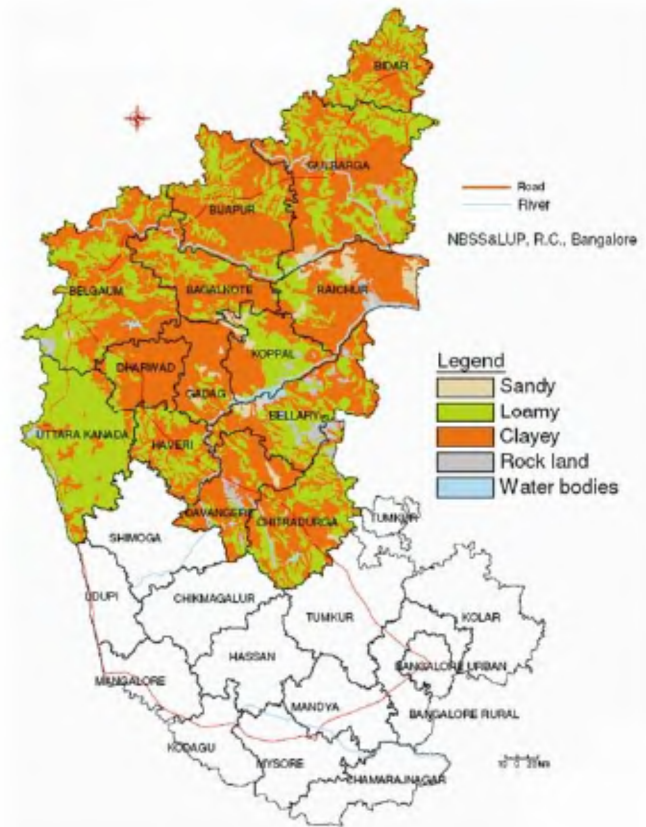 BIDAR
GULBARGA
BIJAPUR
Road
River
NBSS&LUP, R.C., Bangalore
BELGAUM
BAGALKOTE
RAICHUR
KOPPAL
DHARWAD
GADAG
Legend
Sandy
Loamy
Clayey
Rock land
Water bodies
BELLARY
UTTARA KANADA
HAVERI
DAVANGERE
CHITRADURGA
TUMKUR
SHIMOGA
UDUPI
CHIKMAGALUR
TUMKUR
KOLAR
HASSAN
BANGALORE URBAN
MANGALORE
MANDYA
BANGALORE RURAL
KODAGU
MYSORE
CHAMARAJNAGAR